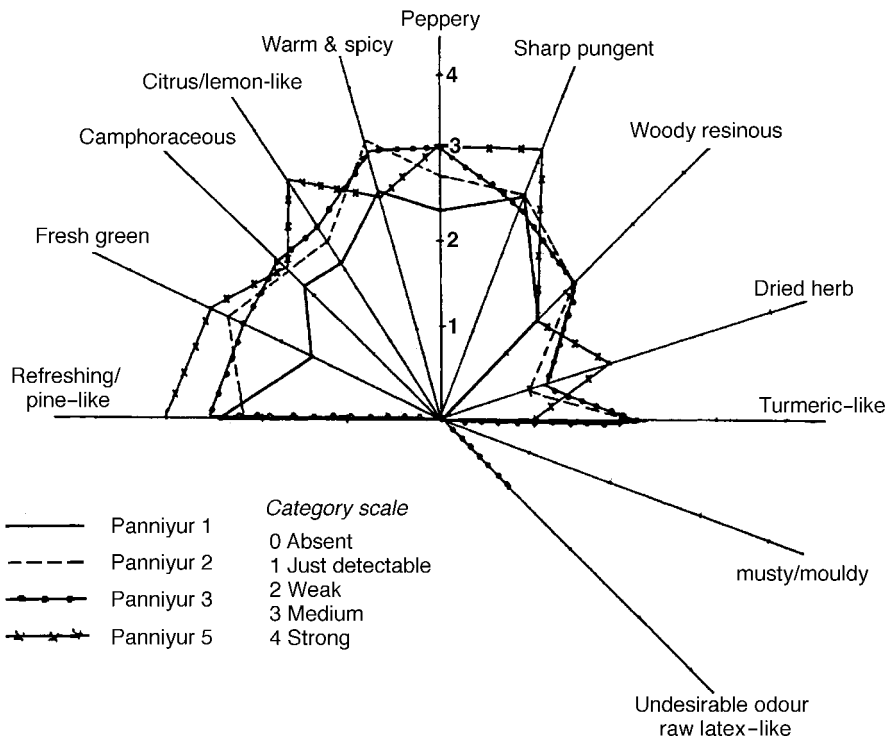 Peppery
Warm & spicy
Sharp pungent
Citrus/lemon-like
Camphoraceous
Woody resinous
Fresh green
Dried herb
Refreshing/
pine-like
Turmeric-like
4
3
2
1
musty/mouldy
Undesirable odour
raw latex-like
Panniyur 1
Panniyur 2
Panniyur 3
Panniyur 5
Category scale
0 Absent
1 Just detectable
2 Weak
3 Medium
4 Strong